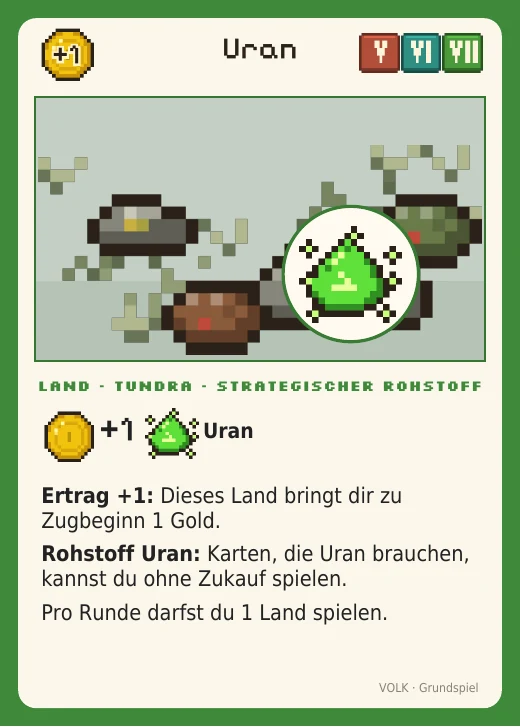 +1
Uran
V VI VII
LAND · TUNDRA · STRATEGISCHER ROHSTOFF
+1 Uran
Ertrag +1: Dieses Land bringt dir zu
Zugbeginn 1 Gold.
Rohstoff Uran: Karten, die Uran brauchen,
kannst du ohne Zukauf spielen.
Pro Runde darfst du 1 Land spielen.
VOLK · Grundspiel